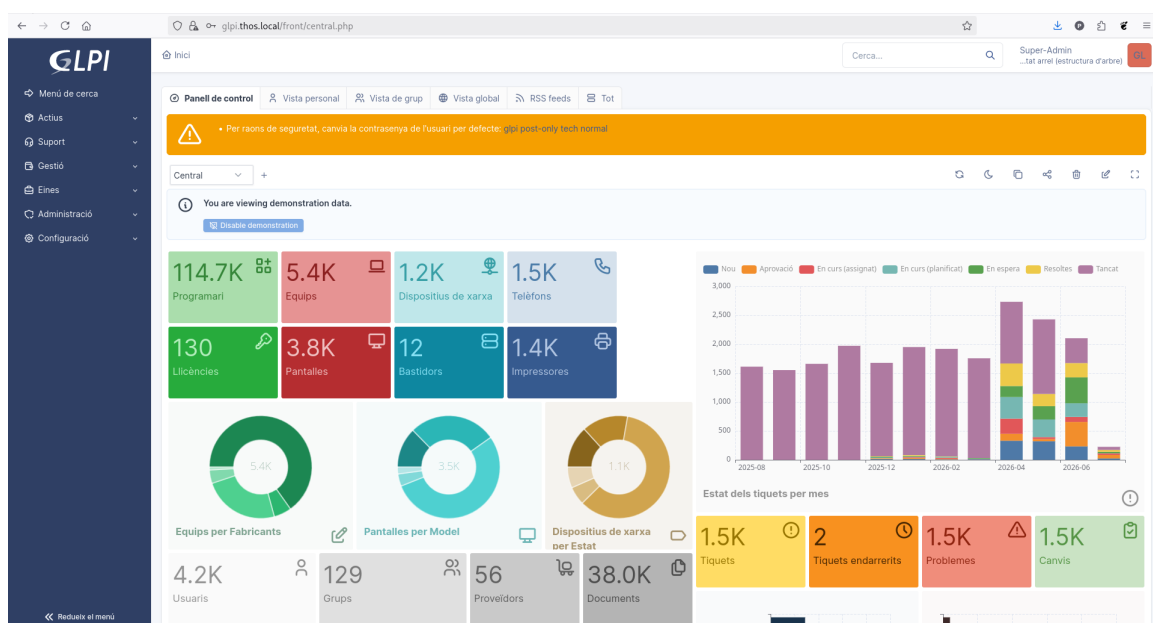 glpi.thos.local/front/central.php
GLPI
Inici
Cerca...
Super-Admin
...tat arrel (estructura d'arbre)
GL
Menú de cerca
Actius
Suport
Gestió
Eines
Administració
Configuració
Redueix el menú
Panell de control
Vista personal
Vista de grup
Vista global
RSS feeds
Tot
• Per raons de seguretat, canvia la contrasenya de l'usuari per defecte: glpi post-only tech normal
Central
You are viewing demonstration data.
Disable demonstration
114.7K
Programari
5.4K
Equips
1.2K
Dispositius de xarxa
1.5K
Telèfons
130
Llicències
3.8K
Pantalles
12
Bastidors
1.4K
Impressores
5.4K
Equips per Fabricants
3.5K
Pantalles per Model
1.1K
Dispositius de xarxa
per Estat
4.2K
Usuaris
129
Grups
56
Proveïdors
38.0K
Documents
Nou Aprovació En curs (assignat) En curs (planificat) En espera Resoltes Tancat
3,000
2,500
2,000
1,500
1,000
500
0
2025-08 2025-10 2025-12 2026-02 2026-04 2026-06
Estat dels tiquets per mes
1.5K
Tiquets
2
Tiquets endarrerits
1.5K
Problemes
1.5K
Canvis